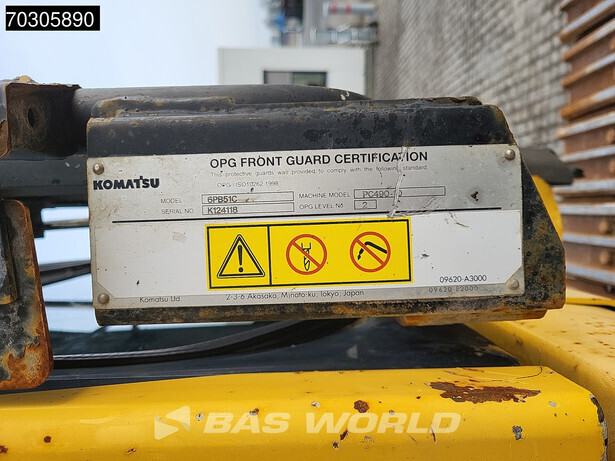 70305890
OPG FRONT GUARD CERTIFICATION
This protective guards was provided to comply with the following standard.
OPG : ISO10262 1998
KOMATSU
MODEL 6PB51C MACHINE MODEL PC490
SERIAL NO. K124118 OPG LEVEL No 2
09620-A3000
Komatsu Ltd. 2-3-6 Akasaka, Minato-ku, Tokyo, Japan
BAS WORLD